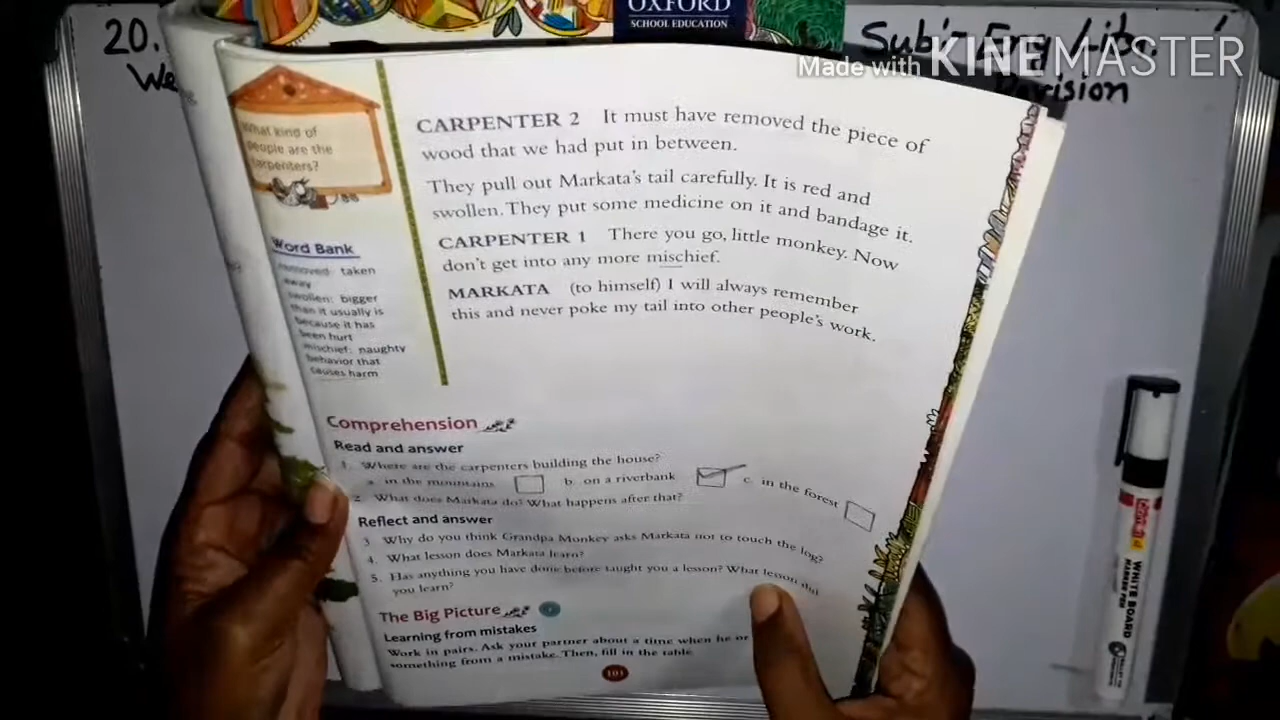 OXFORD
SCHOOL EDUCATION
20.
We
Sub:- Eng Lit.
Revision
Made with KINEMASTER
What kind of
people are the
carpenters?
CARPENTER 2 It must have removed the piece of
wood that we had put in between.
They pull out Markata's tail carefully. It is red and
swollen. They put some medicine on it and bandage it.
CARPENTER 1 There you go, little monkey. Now
don't get into any more mischief.
MARKATA (to himself) I will always remember
this and never poke my tail into other people's work.
Word Bank
removed: taken
away
swollen: bigger
than it usually is
because it has
been hurt
mischief: naughty
behavior that
causes harm
Comprehension
Read and answer
1. Where are the carpenters building the house?
a. in the mountains b. on a riverbank c. in the forest
2. What does Markata do? What happens after that?
Reflect and answer
3. Why do you think Grandpa Monkey asks Markata not to touch the log?
4. What lesson does Markata learn?
5. Has anything you have done before taught you a lesson? What lesson did
you learn?
The Big Picture
Learning from mistakes
Work in pairs. Ask your partner about a time when he or
something from a mistake. Then, fill in the table
101
WHITE BOARD
MARKER PEN